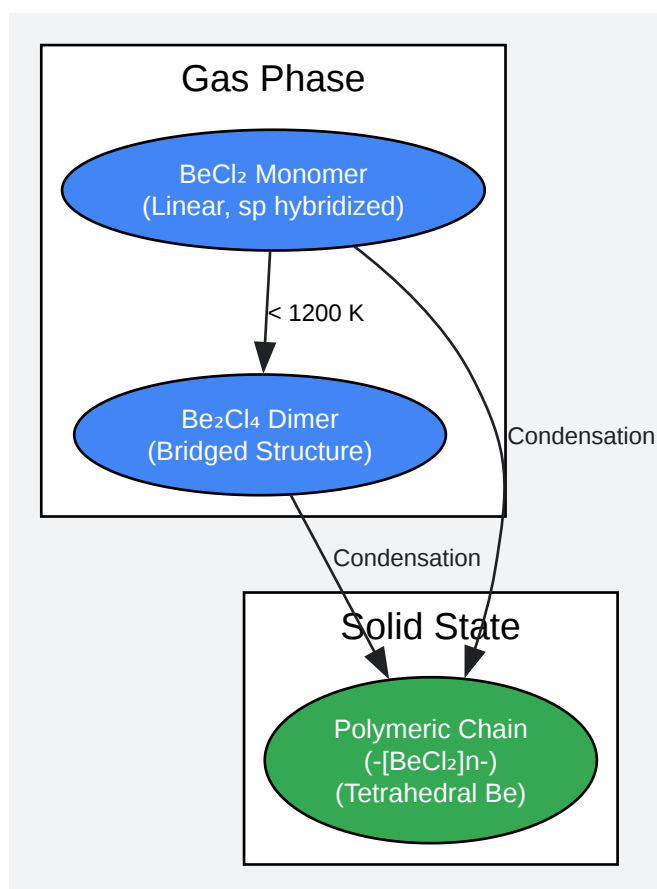 Gas Phase
BeCl₂ Monomer
(Linear, sp hybridized)
< 1200 K
Be₂Cl₄ Dimer
(Bridged Structure)
Condensation
Condensation
Solid State
Polymeric Chain
(-[BeCl₂]n-)
(Tetrahedral Be)